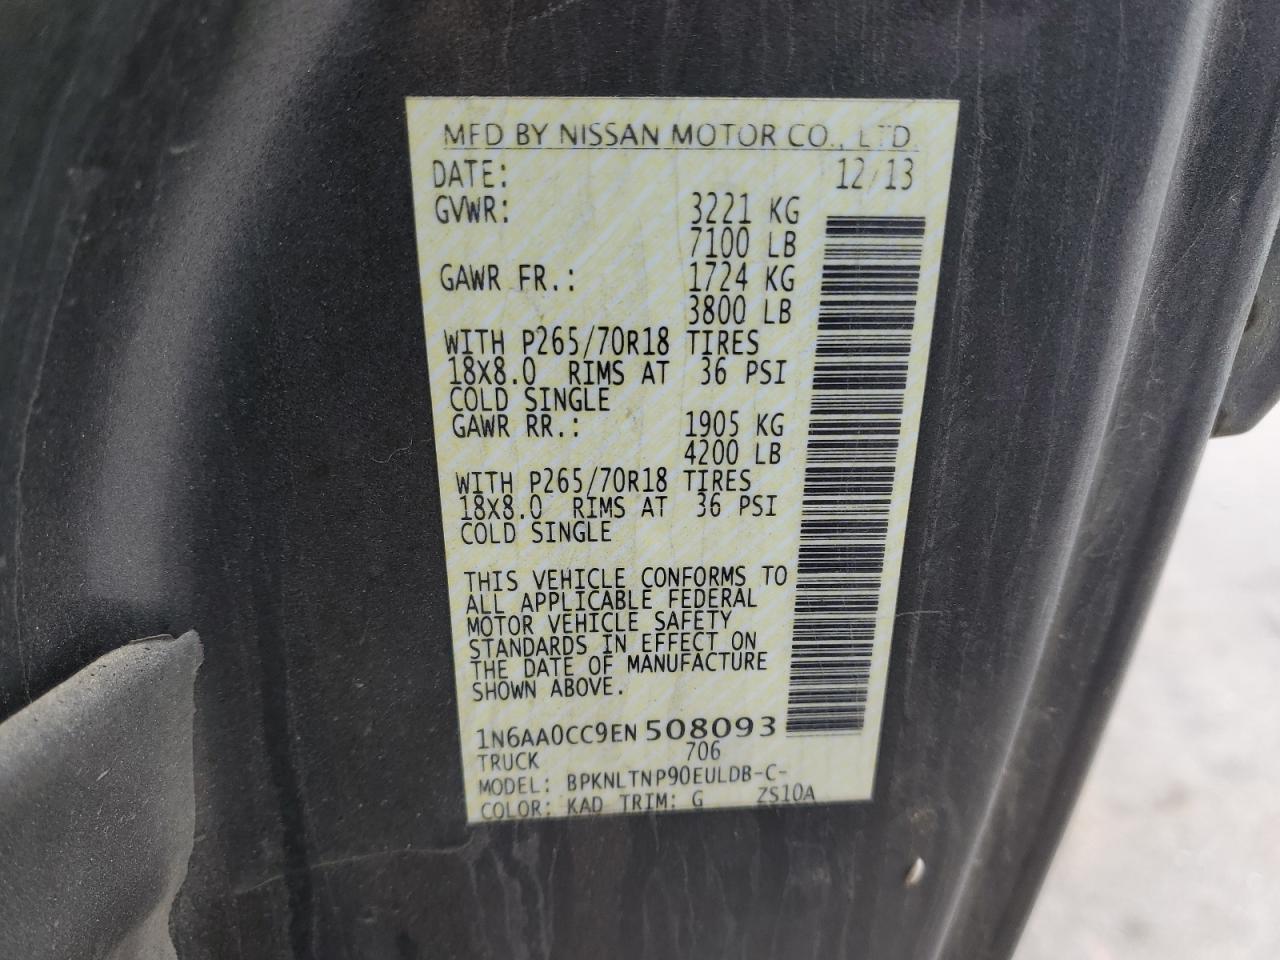 MFD BY NISSAN MOTOR CO., LTD.
DATE: 12/13
GVWR: 3221 KG
7100 LB
GAWR FR.: 1724 KG
3800 LB
WITH P265/70R18 TIRES
18X8.0 RIMS AT 36 PSI
COLD SINGLE
GAWR RR.: 1905 KG
4200 LB
WITH P265/70R18 TIRES
18X8.0 RIMS AT 36 PSI
COLD SINGLE
THIS VEHICLE CONFORMS TO
ALL APPLICABLE FEDERAL
MOTOR VEHICLE SAFETY
STANDARDS IN EFFECT ON
THE DATE OF MANUFACTURE
SHOWN ABOVE.
1N6AA0CC9EN508093
TRUCK 706
MODEL: BPKNLTNP90EULDB-C-
COLOR: KAD TRIM: G ZS10A